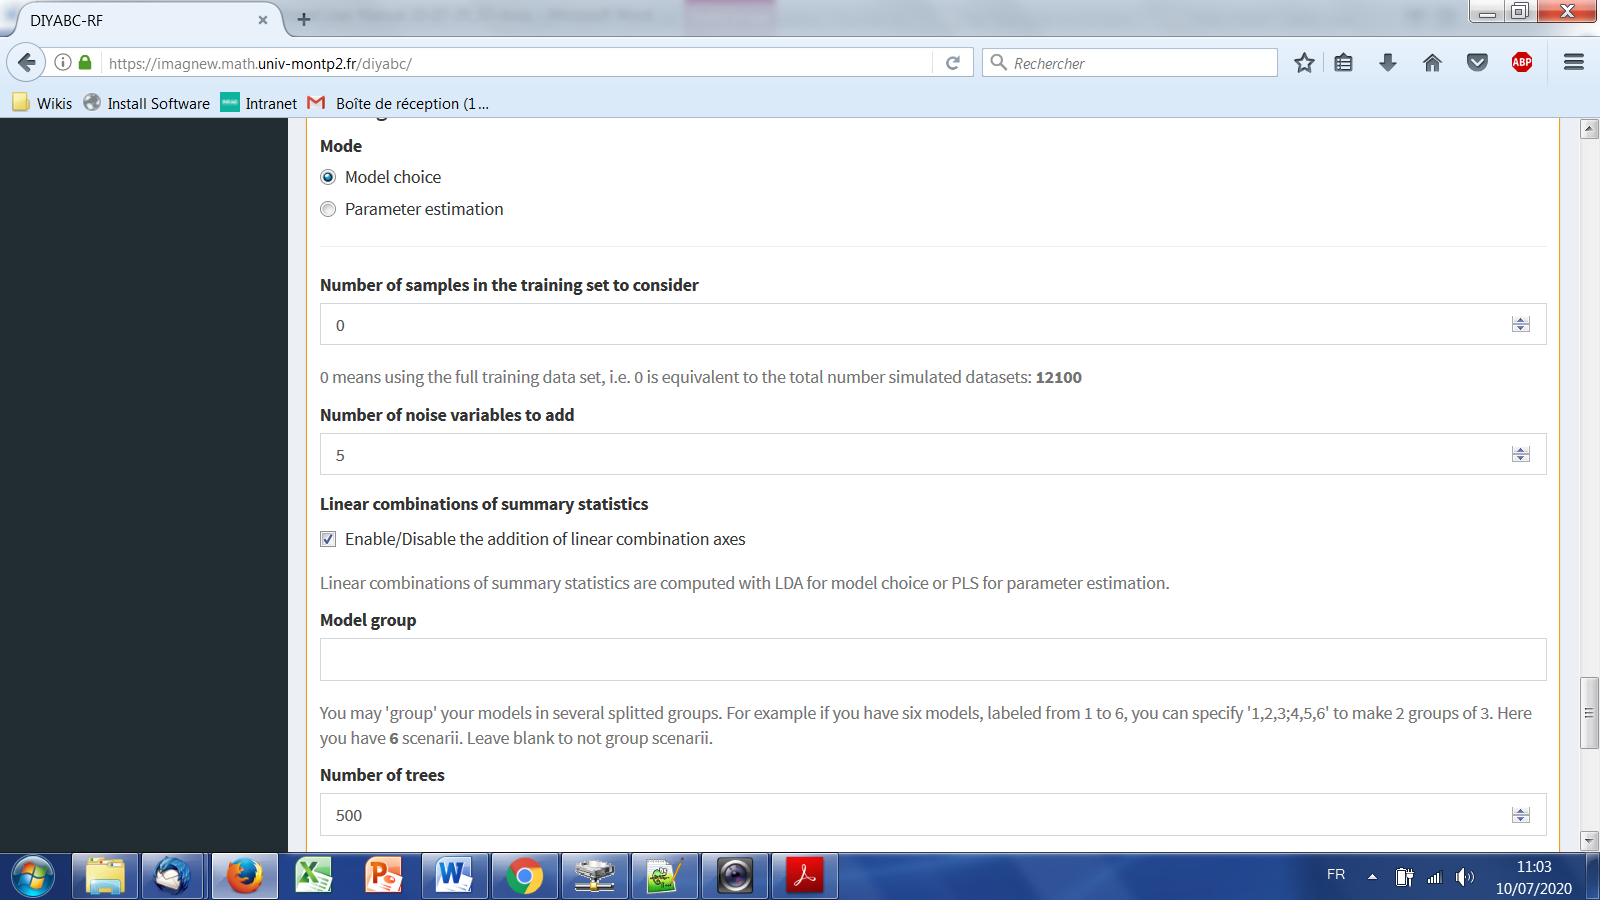 DIYABC-RF
https://imagnew.math.univ-montp2.fr/diyabc/
Rechercher
ABP
Wikis
Install Software
Intranet
Boîte de réception (1 ...
Mode
Model choice
Parameter estimation
Number of samples in the training set to consider
0
0 means using the full training data set, i.e. 0 is equivalent to the total number simulated datasets: 12100
Number of noise variables to add
5
Linear combinations of summary statistics
Enable/Disable the addition of linear combination axes
Linear combinations of summary statistics are computed with LDA for model choice or PLS for parameter estimation.
Model group
You may 'group' your models in several splitted groups. For example if you have six models, labeled from 1 to 6, you can specify '1,2,3;4,5,6' to make 2 groups of 3. Here
you have 6 scenarii. Leave blank to not group scenarii.
Number of trees
500
FR
11:03
10/07/2020